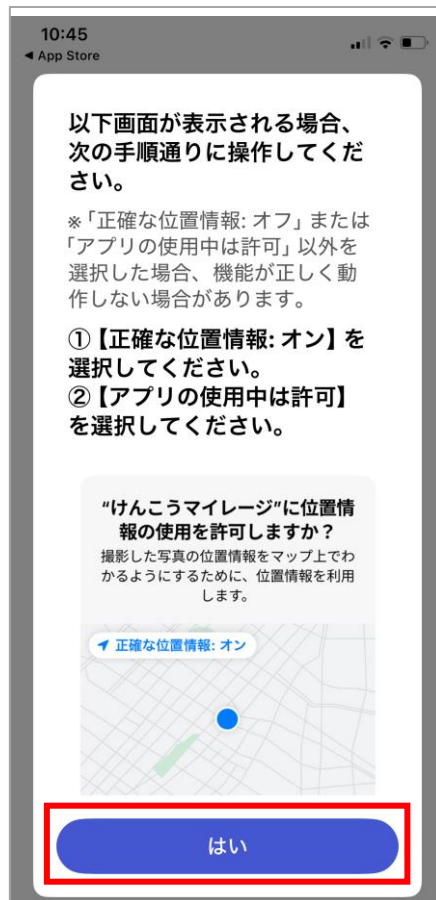 10:45
◀ App Store
以下画面が表示される場合、
次の手順通りに操作してくだ
さい。
※「正確な位置情報: オフ」または
「アプリの使用中は許可」以外を
選択した場合、機能が正しく動
作しない場合があります。
①【正確な位置情報: オン】を
選択してください。
②【アプリの使用中は許可】
を選択してください。
“けんこうマイレージ”に位置情
報の使用を許可しますか？
撮影した写真の位置情報をマップ上でわ
かるようにするために、位置情報を利用
します。
正確な位置情報: オン
はい